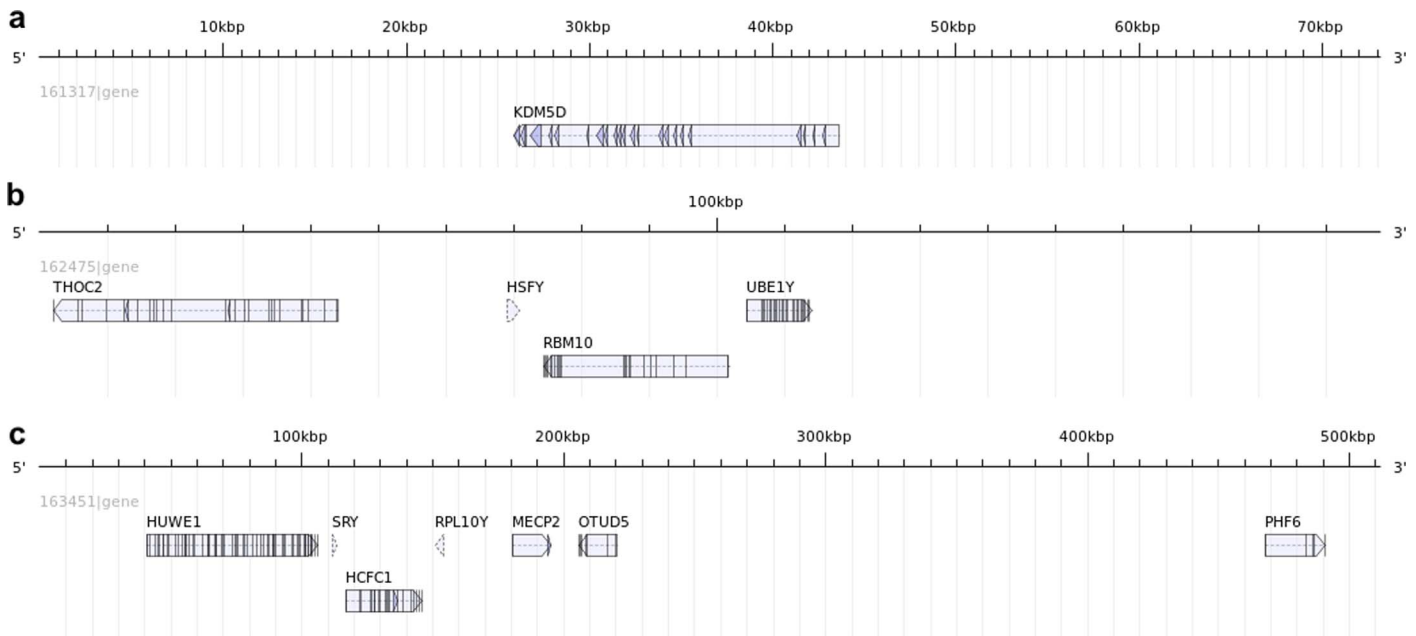 a
10kbp 20kbp 30kbp 40kbp 50kbp 60kbp 70kbp
5' 3'
161317|gene
KDM5D
b
100kbp
5' 3'
162475|gene
THOC2 HSFY UBE1Y
RBM10
c
100kbp 200kbp 300kbp 400kbp 500kbp
5' 3'
163451|gene
HUWE1 SRY RPL10Y MECP2 OTUD5 PHF6
HCFC1